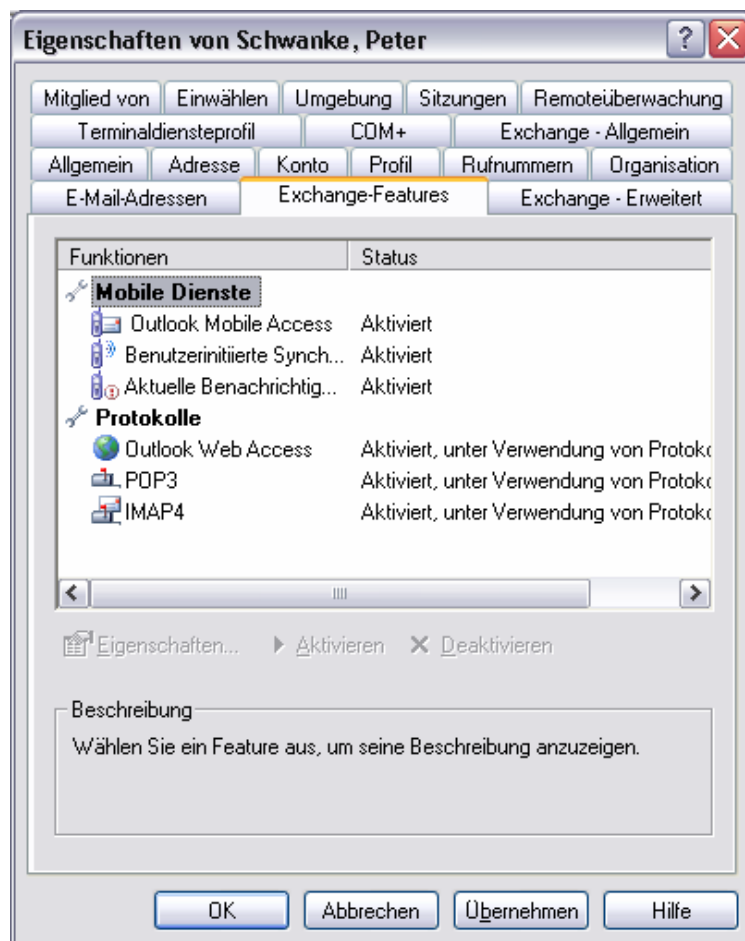 Eigenschaften von Schwanke, Peter
Mitglied von Einwählen Umgebung Sitzungen Remoteüberwachung
Terminaldiensteprofil COM+ Exchange - Allgemein
Allgemein Adresse Konto Profil Rufnummern Organisation
E-Mail-Adressen Exchange-Features Exchange - Erweitert
Funktionen Status
Mobile Dienste
Outlook Mobile Access Aktiviert
Benutzerinitiierte Synch... Aktiviert
Aktuelle Benachrichtig... Aktiviert
Protokolle
Outlook Web Access Aktiviert, unter Verwendung von Protok
POP3 Aktiviert, unter Verwendung von Protok
IMAP4 Aktiviert, unter Verwendung von Protok
Eigenschaften... Aktivieren Deaktivieren
Beschreibung
Wählen Sie ein Feature aus, um seine Beschreibung anzuzeigen.
OK Abbrechen Übernehmen Hilfe